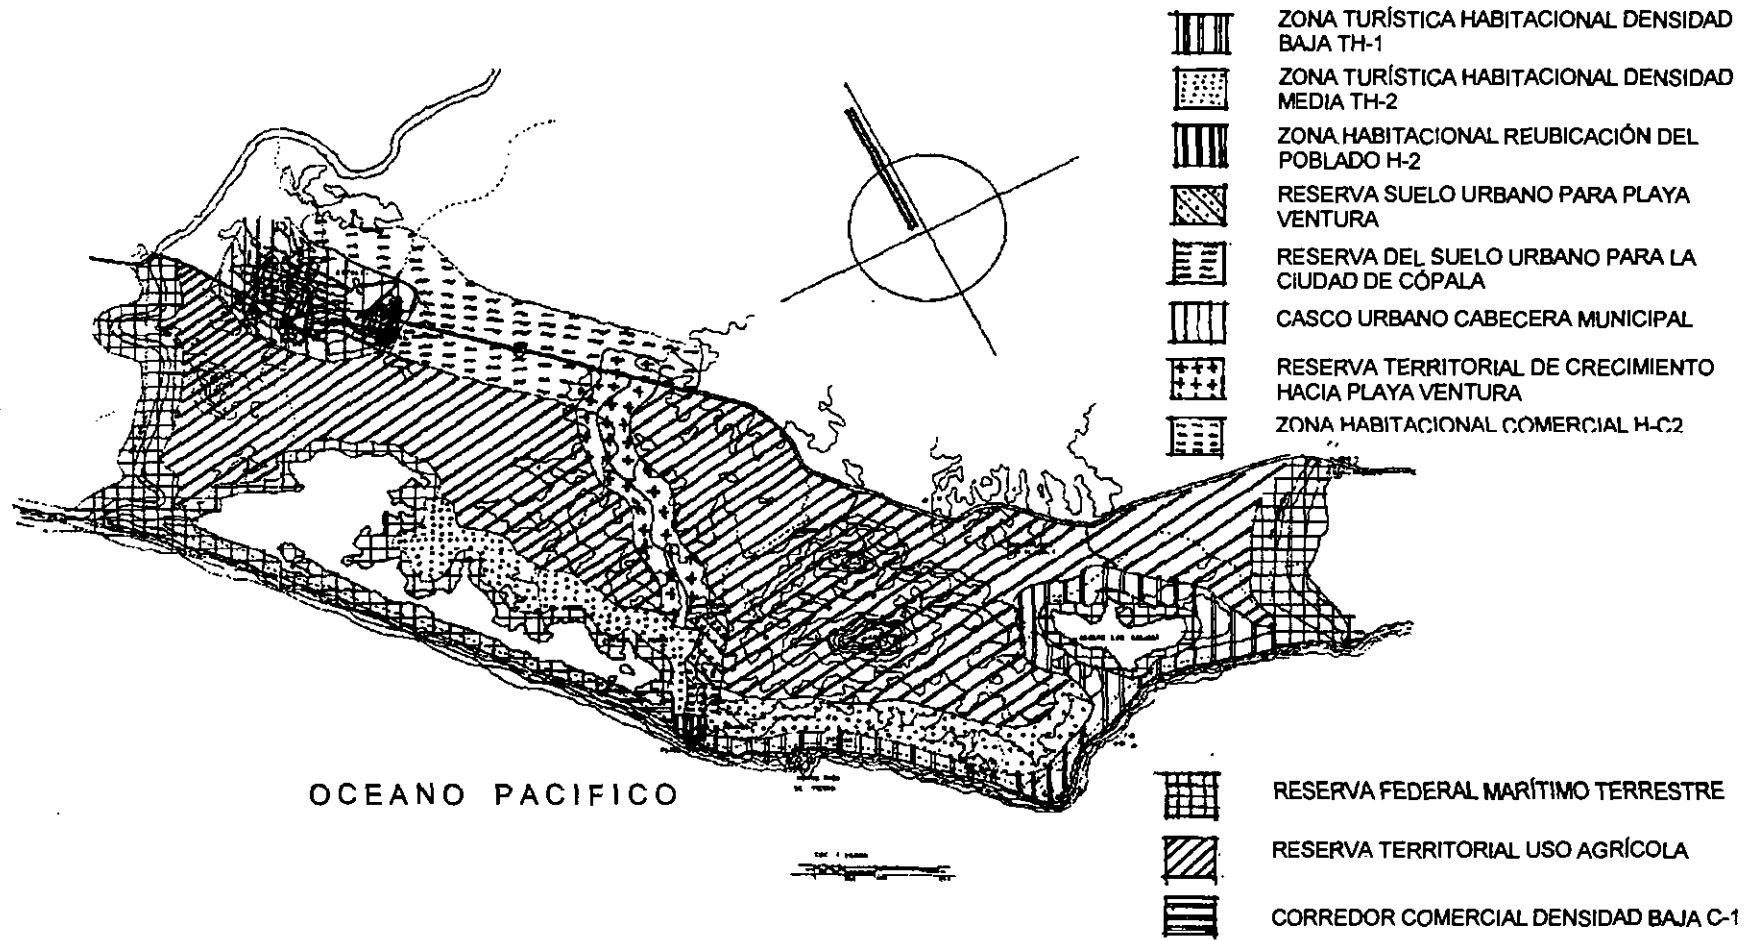 ZONA TURÍSTICA HABITACIONAL DENSIDAD
BAJA TH-1
ZONA TURÍSTICA HABITACIONAL DENSIDAD
MEDIA TH-2
ZONA HABITACIONAL REUBICACIÓN DEL
POBLADO H-2
RESERVA SUELO URBANO PARA PLAYA
VENTURA
RESERVA DEL SUELO URBANO PARA LA
CIUDAD DE CÓPALA
CASCO URBANO CABECERA MUNICIPAL
RESERVA TERRITORIAL DE CRECIMIENTO
HACIA PLAYA VENTURA
ZONA HABITACIONAL COMERCIAL H-C2
OCEANO PACIFICO
RESERVA FEDERAL MARÍTIMO TERRESTRE
RESERVA TERRITORIAL USO AGRÍCOLA
CORREDOR COMERCIAL DENSIDAD BAJA C-1